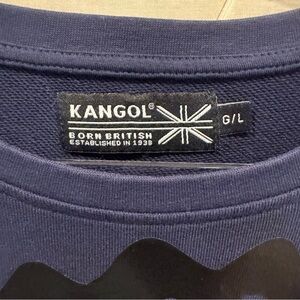 KANGOL®
BORN BRITISH
ESTABLISHED IN 1938
G/L